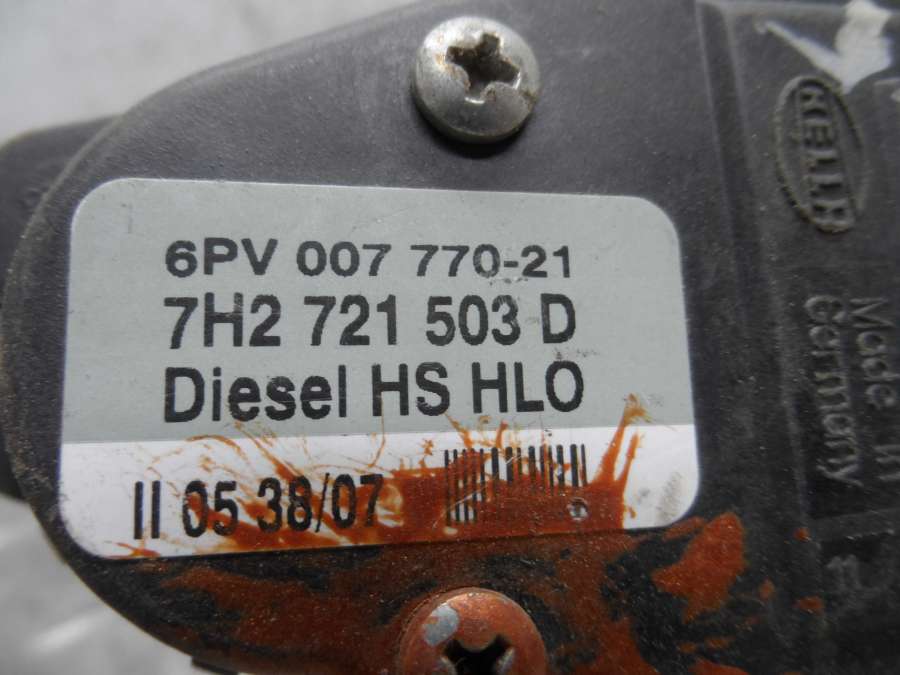 6PV 007 770-21
7H2 721 503 D
Diesel HS HLO
II 05 38/07
HELLA
Made In
Germany